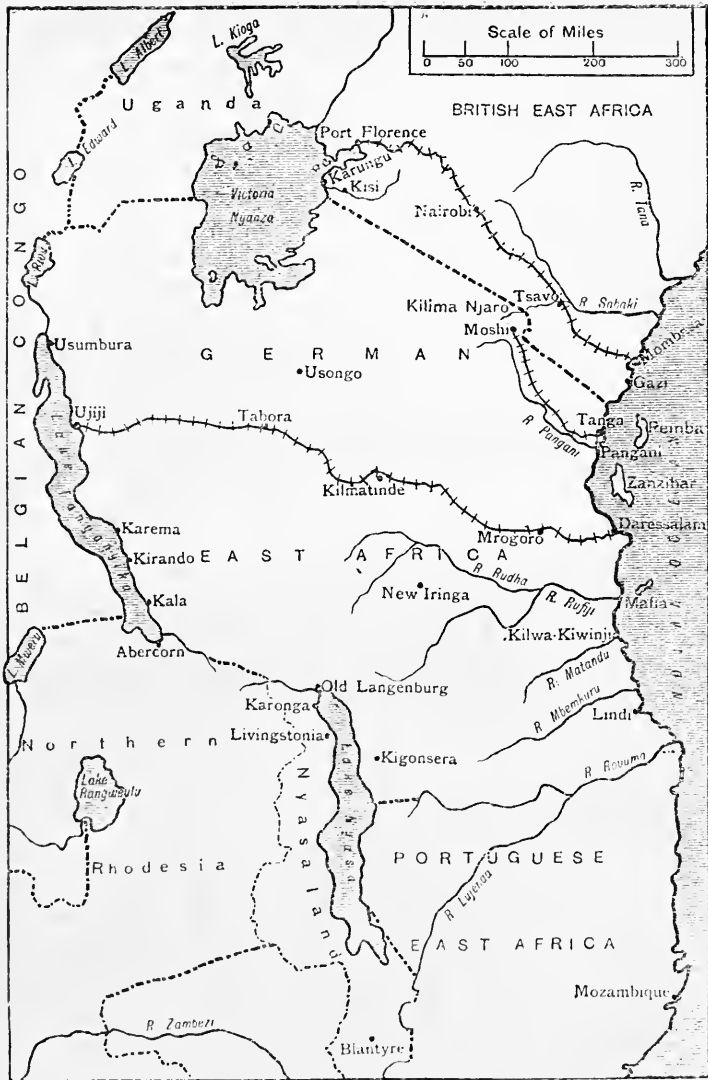 Scale of Miles
0 50 100 200 300
L. Albert
L. Kioga
Uganda
BRITISH EAST AFRICA
L. Edward
Port Florence
Karungu
Kisi
Victoria
Nyanza
Nairobi
R. Tana
L. Kivu
Tsavo
R. Sabaki
Kilima Njaro
Moshi
Mombasa
Gazi
Usumbura
GERMAN
Usongo
BELGIAN CONGO
Ujiji
Tabora
Tanga
Pemba
R. Pangani
Pangani
Zanzibar
Kilmatinde
L. Tanganyika
Mrogoro
Daressalam
Karema
Kirando
EAST AFRICA
R. Rudha
Kala
New Iringa
R. Rufiji
Mafia
Kilwa-Kiwinji
INDIAN OCEAN
L. Mweru
Abercorn
R. Matandu
Old Langenburg
Karonga
R. Mbemkuru
Lindi
Northern
Livingstonia
Kigonsera
R. Rovuma
Lake
Bangweulu
Lake Nyasa
Nyasaland
Rhodesia
PORTUGUESE
R. Lujenda
EAST AFRICA
Mozambique
R. Zambezi
Blantyre